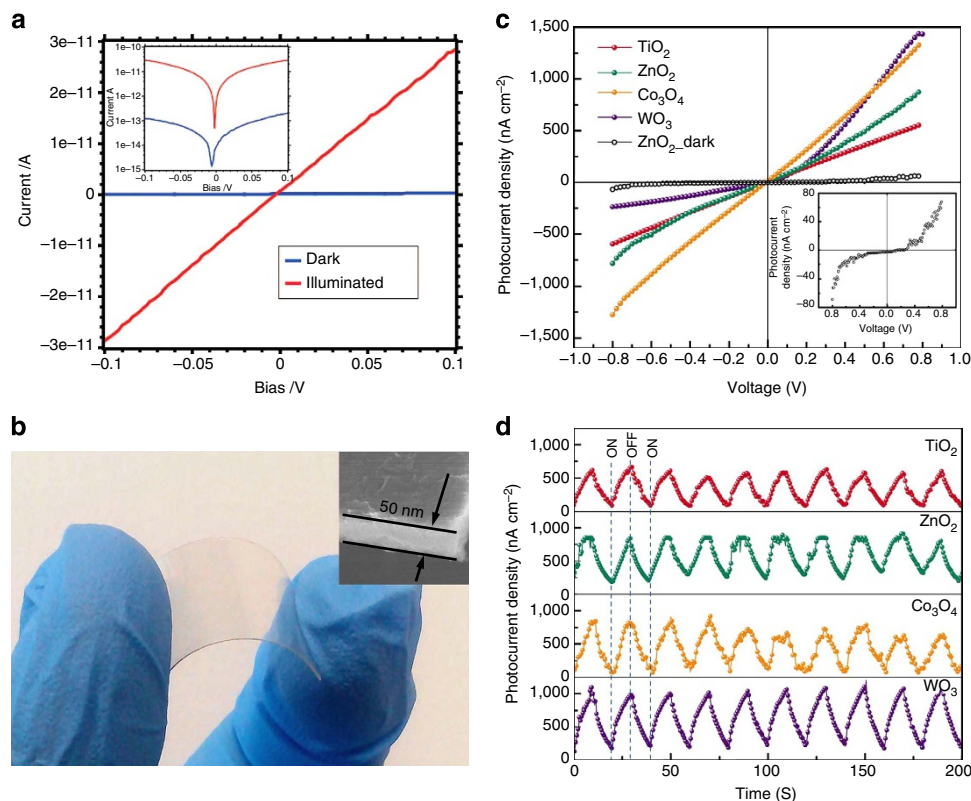 a
3e–11
2e–11
1e–11
0
–1e–11
–2e–11
–3e–11
Current /A
–0.1
–0.05
0
0.05
0.1
Bias /V
Dark
Illuminated
1e–10
1e–11
1e–12
1e–13
1e–14
1e–15
Current A
–0.1
–0.05
0
0.05
0.1
Bias /V
b
50 nm
c
1,500
1,000
500
0
–500
–1,000
–1,500
Photocurrent density (nA cm–2)
TiO2
ZnO2
Co3O4
WO3
ZnO2_dark
–1.0
–0.8
–0.6
–0.4
–0.2
0.0
0.2
0.4
0.6
0.8
1.0
Voltage (V)
80
40
0
–40
–80
Photocurrent
density (nA cm–2)
0.8
0.4
0.0
0.4
0.8
Voltage (V)
d
Photocurrent density (nA cm–2)
ON
OFF
ON
1,000
500
0
TiO2
1,000
500
0
ZnO2
1,000
500
0
Co3O4
1,000
500
0
WO3
0
50
100
150
200
Time (S)